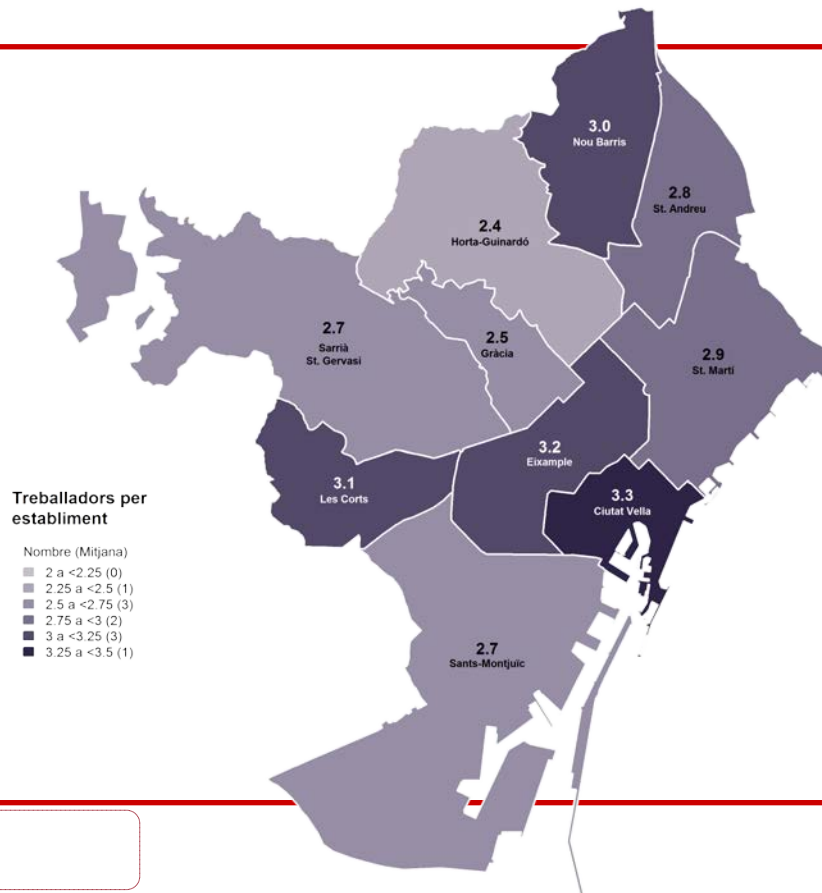 3.0
Nou Barris
2.8
St. Andreu
2.4
Horta-Guinardó
2.7
Sarrià
St. Gervasi
2.5
Gràcia
2.9
St. Martí
3.2
Eixample
3.1
Les Corts
3.3
Ciutat Vella
2.7
Sants-Montjuïc
Treballadors per
establiment
Nombre (Mitjana)
2 a <2.25 (0)
2.25 a <2.5 (1)
2.5 a <2.75 (3)
2.75 a <3 (2)
3 a <3.25 (3)
3.25 a <3.5 (1)